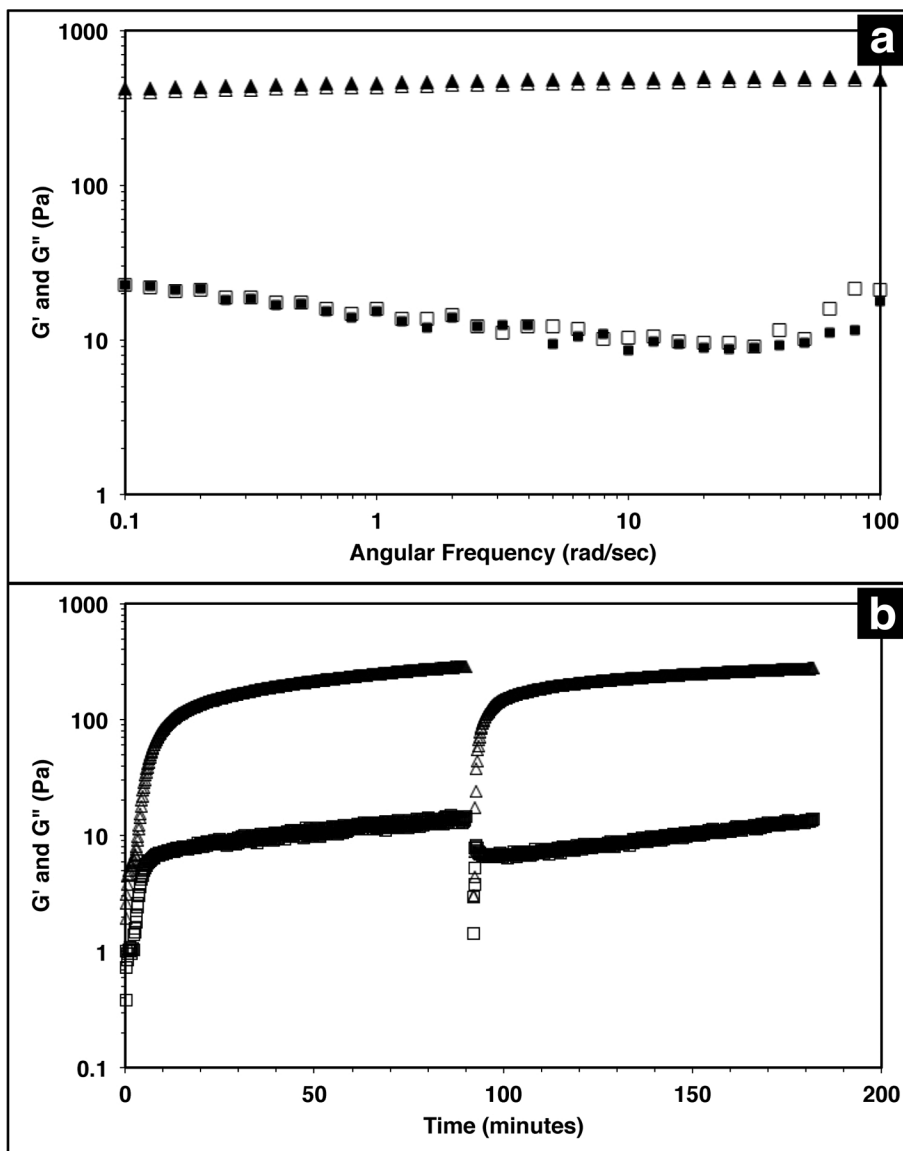 a
1000
100
10
1
G' and G" (Pa)
0.1 1 10 100
Angular Frequency (rad/sec)
b
1000
100
10
1
0.1
G' and G" (Pa)
0 50 100 150 200
Time (minutes)